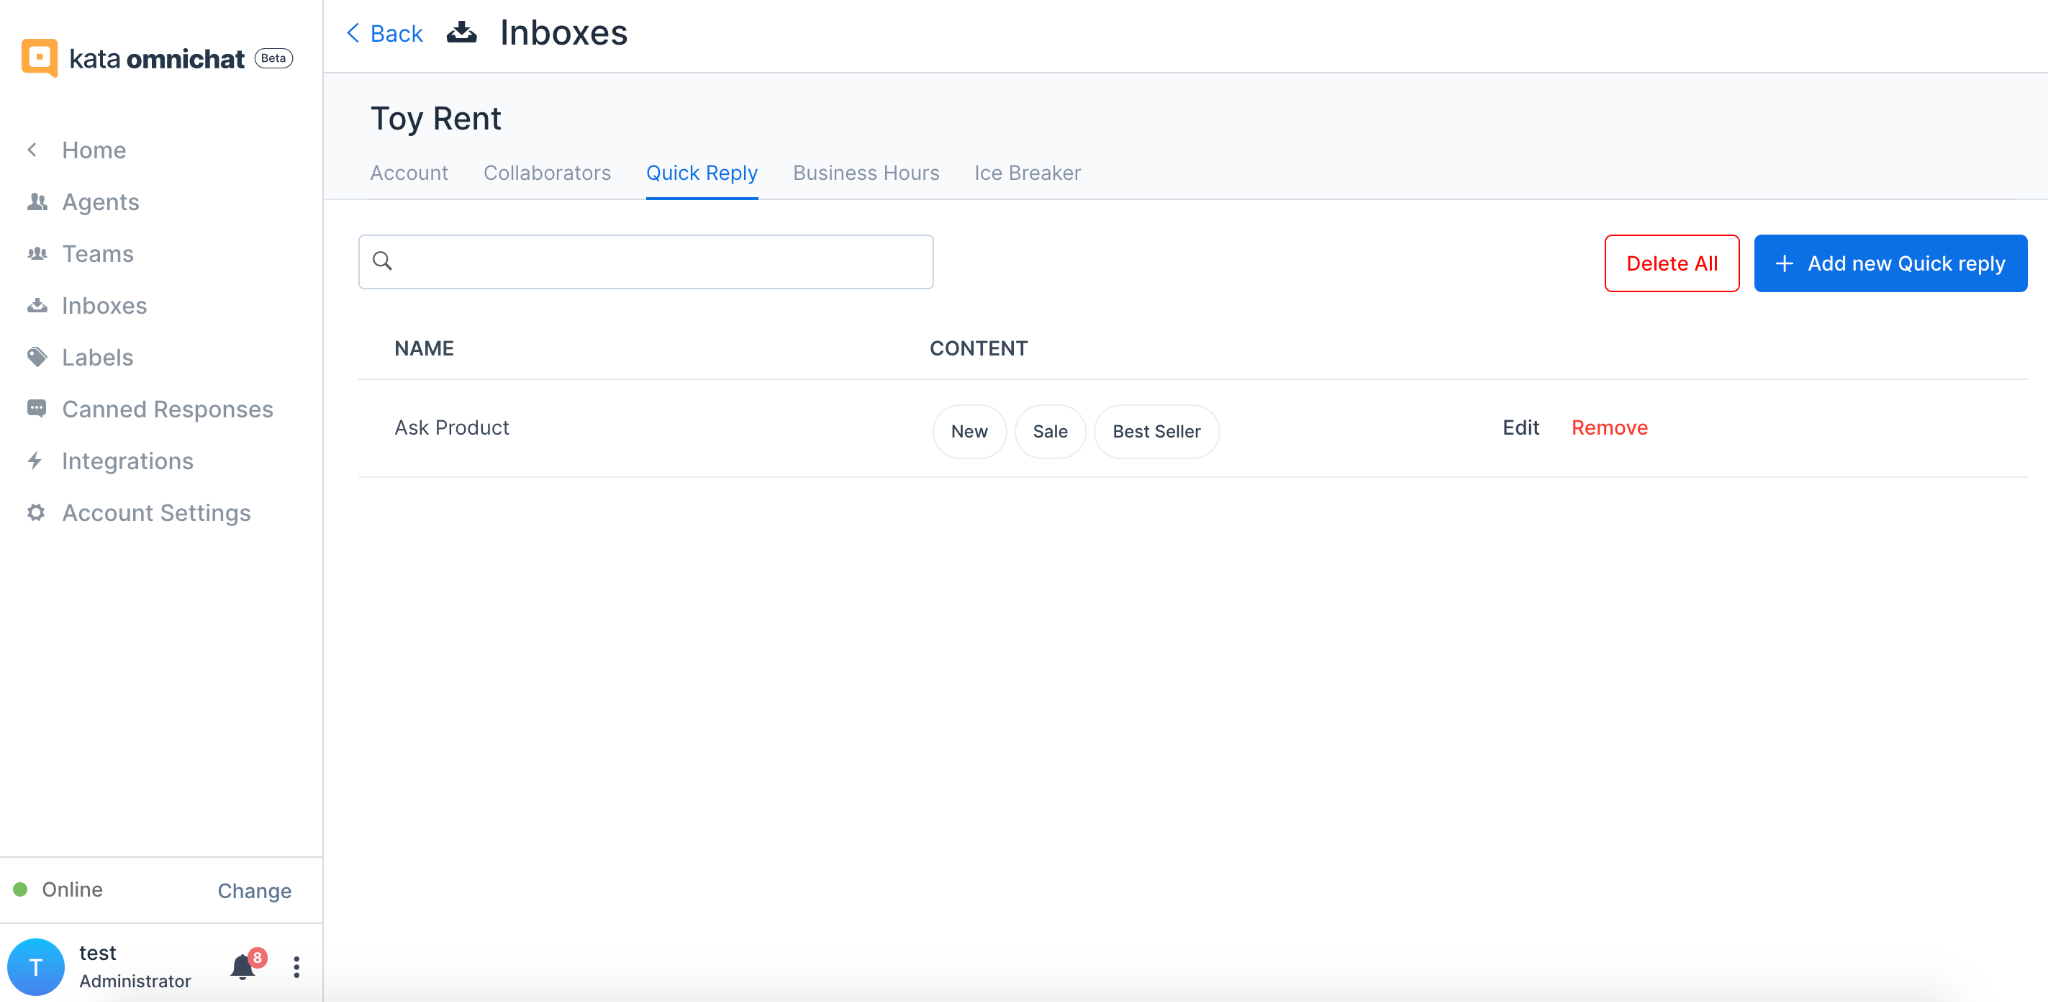 kata omnichat Beta
Home
Agents
Teams
Inboxes
Labels
Canned Responses
Integrations
Account Settings
Online Change
test
Administrator
T
8
Back Inboxes
Toy Rent
Account Collaborators Quick Reply Business Hours Ice Breaker
Delete All + Add new Quick reply
NAME CONTENT
Ask Product New Sale Best Seller Edit Remove